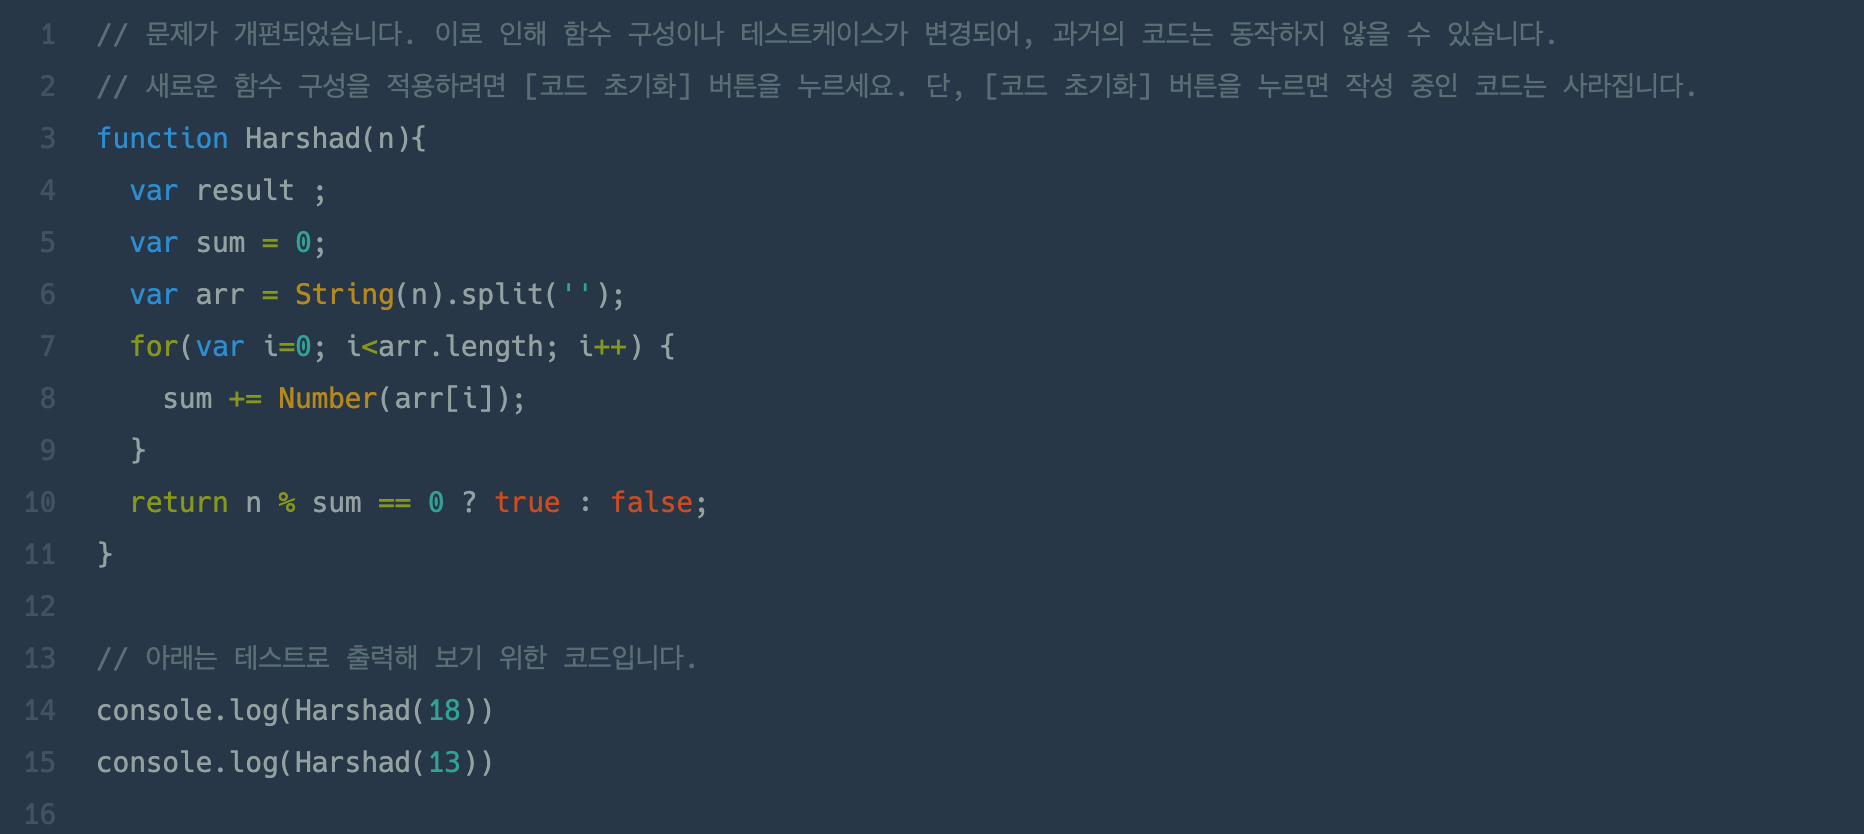 1 // 문제가 개편되었습니다. 이로 인해 함수 구성이나 테스트케이스가 변경되어, 과거의 코드는 동작하지 않을 수 있습니다.
2 // 새로운 함수 구성을 적용하려면 [코드 초기화] 버튼을 누르세요. 단, [코드 초기화] 버튼을 누르면 작성 중인 코드는 사라집니다.
3 function Harshad(n){
4   var result ;
5   var sum = 0;
6   var arr = String(n).split('');
7   for(var i=0; i<arr.length; i++) {
8     sum += Number(arr[i]);
9   }
10   return n % sum == 0 ? true : false;
11 }
12
13 // 아래는 테스트로 출력해 보기 위한 코드입니다.
14 console.log(Harshad(18))
15 console.log(Harshad(13))
16